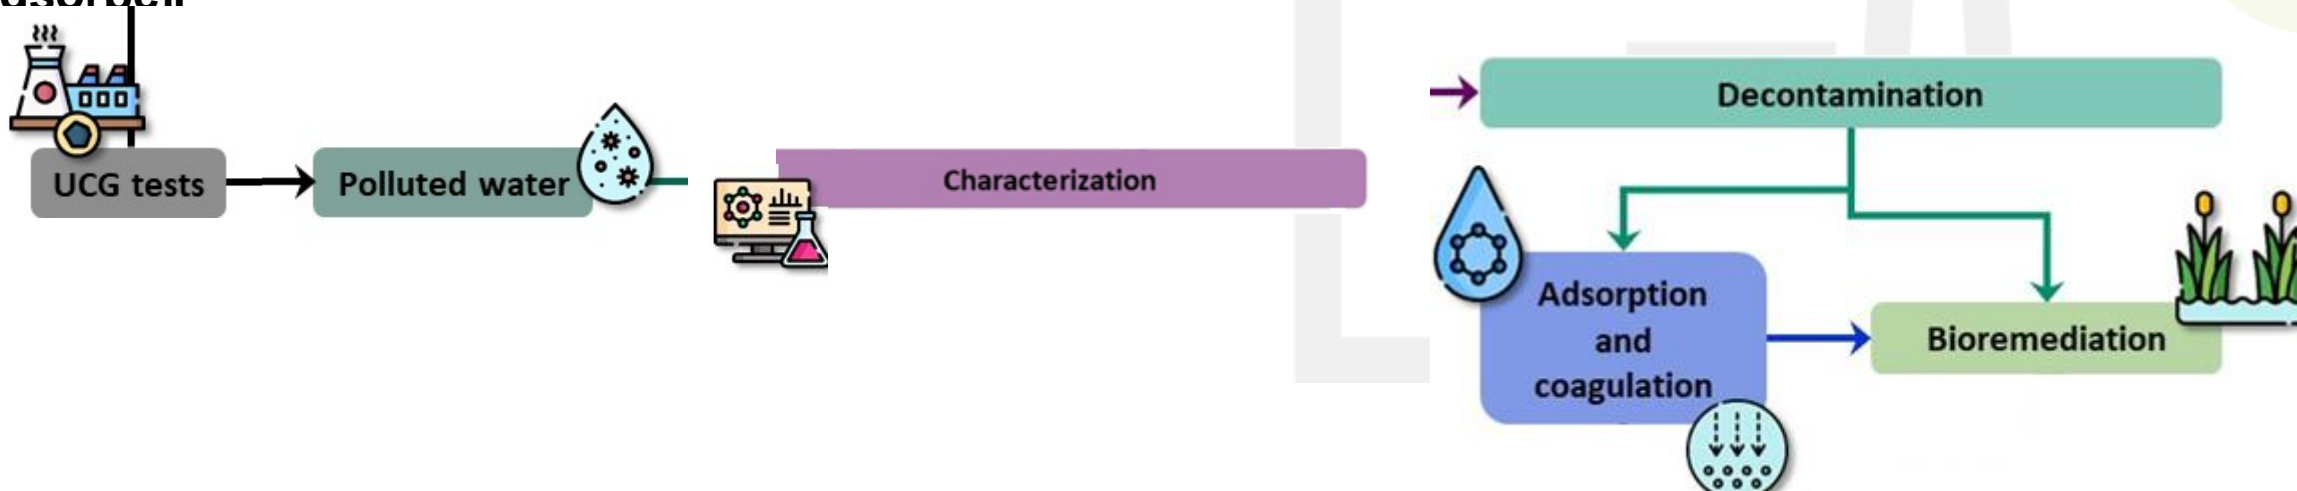 UCG tests
Polluted water
Characterization
Decontamination
Adsorption
and
coagulation
Bioremediation